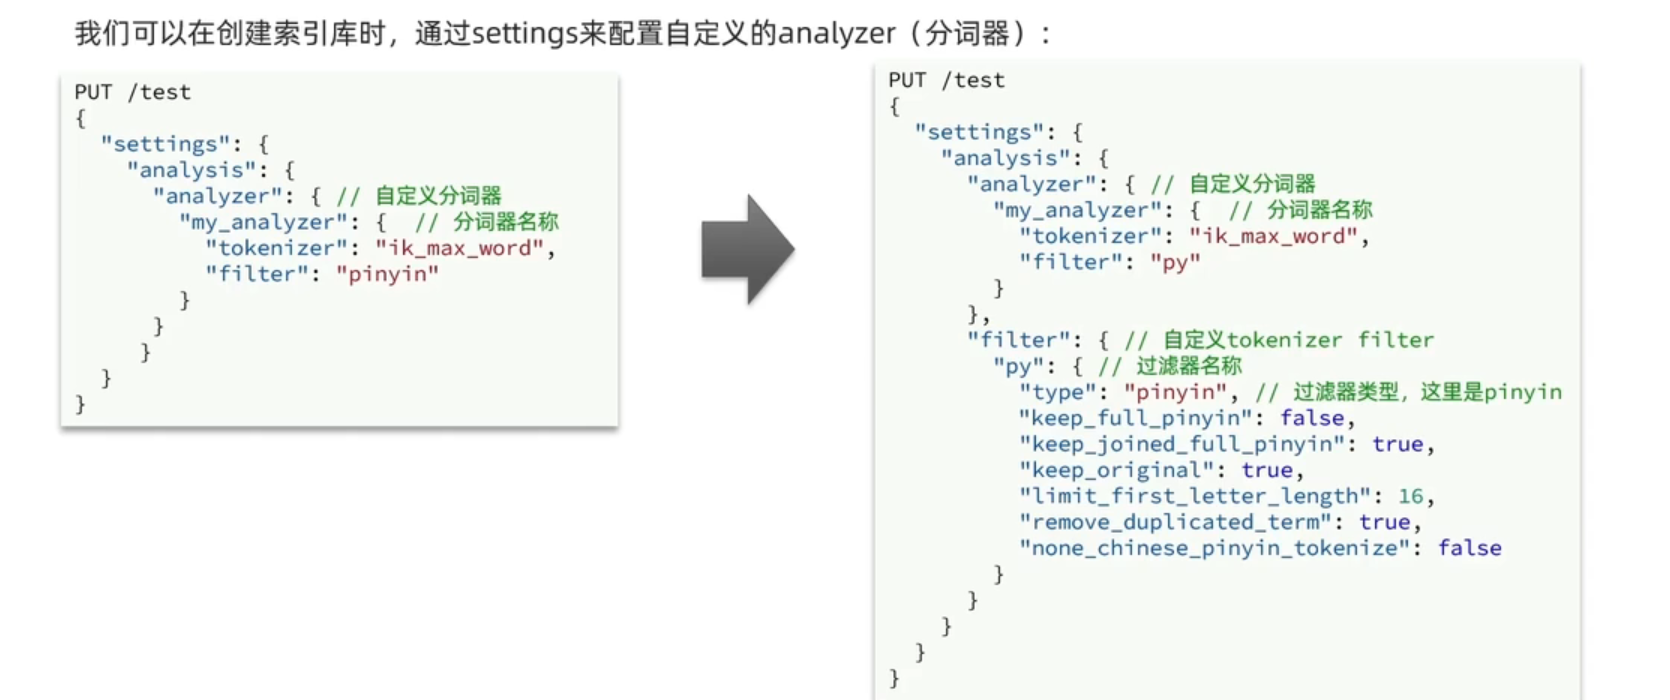 我们可以在创建索引库时，通过settings来配置自定义的analyzer（分词器）：
PUT /test
{
  "settings": {
    "analysis": {
      "analyzer": { // 自定义分词器
        "my_analyzer": {  // 分词器名称
          "tokenizer": "ik_max_word",
          "filter": "pinyin"
        }
      }
     }
  }
}
PUT /test
{
  "settings": {
    "analysis": {
      "analyzer": { // 自定义分词器
        "my_analyzer": {  // 分词器名称
          "tokenizer": "ik_max_word",
          "filter": "py"
        }
      },
      "filter": { // 自定义tokenizer filter
        "py": { // 过滤器名称
          "type": "pinyin", // 过滤器类型，这里是pinyin
          "keep_full_pinyin": false,
          "keep_joined_full_pinyin": true,
          "keep_original": true,
          "limit_first_letter_length": 16,
          "remove_duplicated_term": true,
          "none_chinese_pinyin_tokenize": false
        }
      }
    }
  }
}